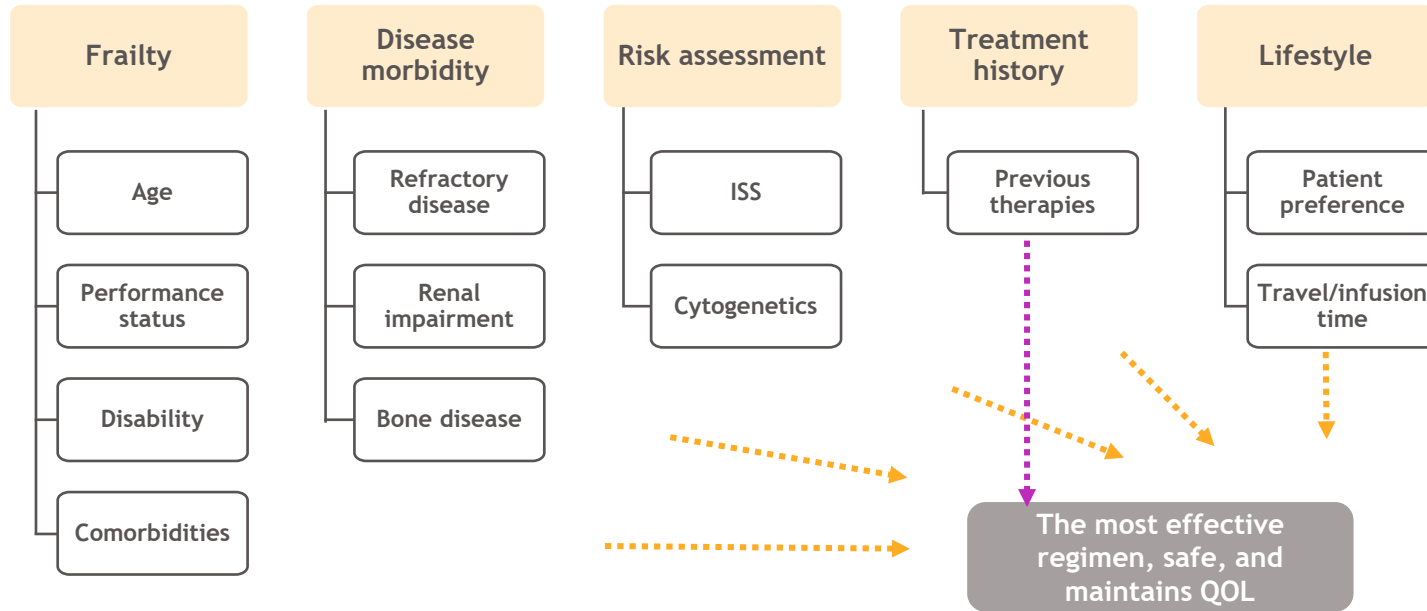 Frailty
Disease
morbidity
Risk assessment
Treatment
history
Lifestyle
Age
Performance
status
Disability
Comorbidities
Refractory
disease
Renal
impairment
Bone disease
ISS
Cytogenetics
Previous
therapies
Patient
preference
Travel/infusion
time
The most effective
regimen, safe, and
maintains QOL